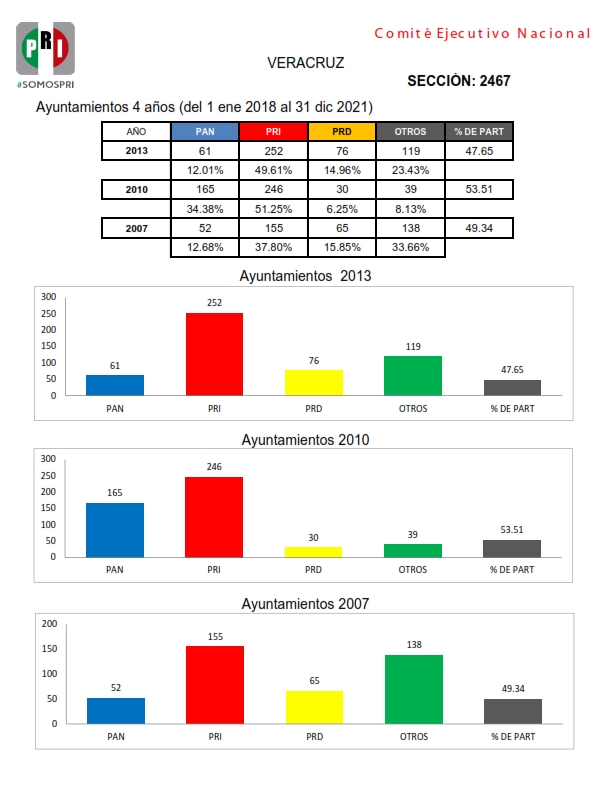 Comité Ejecutivo Nacional
PRI
#SOMOSPRI
VERACRUZ
SECCIÓN: 2467
Ayuntamientos 4 años (del 1 ene 2018 al 31 dic 2021)
AÑO PAN PRI PRD OTROS % DE PART
2013 61 252 76 119 47.65
12.01% 49.61% 14.96% 23.43%
2010 165 246 30 39 53.51
34.38% 51.25% 6.25% 8.13%
2007 52 155 65 138 49.34
12.68% 37.80% 15.85% 33.66%
Ayuntamientos 2013
300
250
200
150
100
50
0
61 252 76 119 47.65
PAN PRI PRD OTROS % DE PART
Ayuntamientos 2010
300
250
200
150
100
50
0
165 246 30 39 53.51
PAN PRI PRD OTROS % DE PART
Ayuntamientos 2007
200
150
100
50
0
52 155 65 138 49.34
PAN PRI PRD OTROS % DE PART